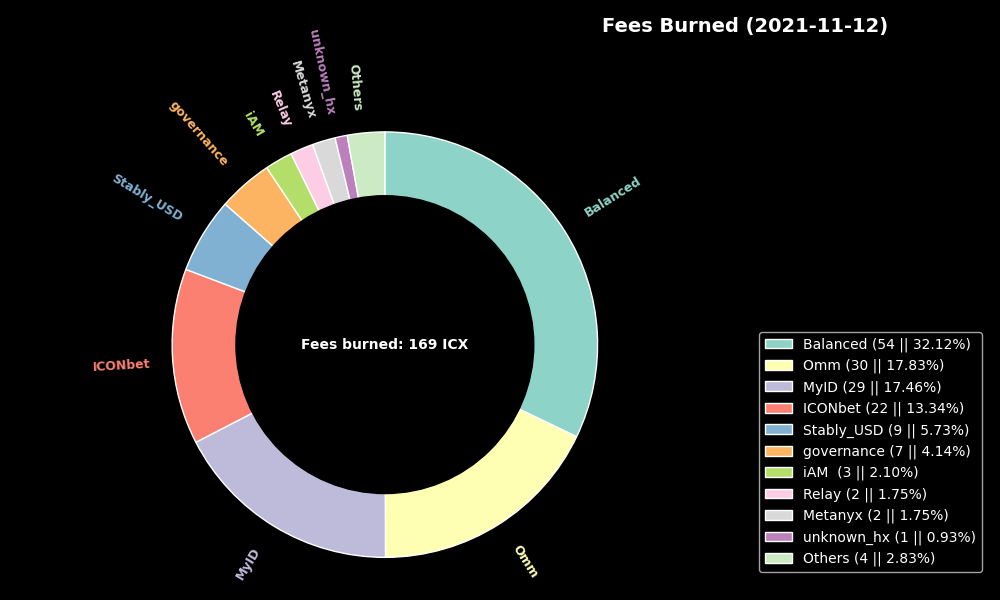 Fees Burned (2021-11-12)
Others
unknown_hx
Metanyx
Relay
iAM
governance
Stably_USD
Balanced
ICONbet
Fees burned: 169 ICX
MyID
Omm
Balanced (54 || 32.12%)
Omm (30 || 17.83%)
MyID (29 || 17.46%)
ICONbet (22 || 13.34%)
Stably_USD (9 || 5.73%)
governance (7 || 4.14%)
iAM  (3 || 2.10%)
Relay (2 || 1.75%)
Metanyx (2 || 1.75%)
unknown_hx (1 || 0.93%)
Others (4 || 2.83%)